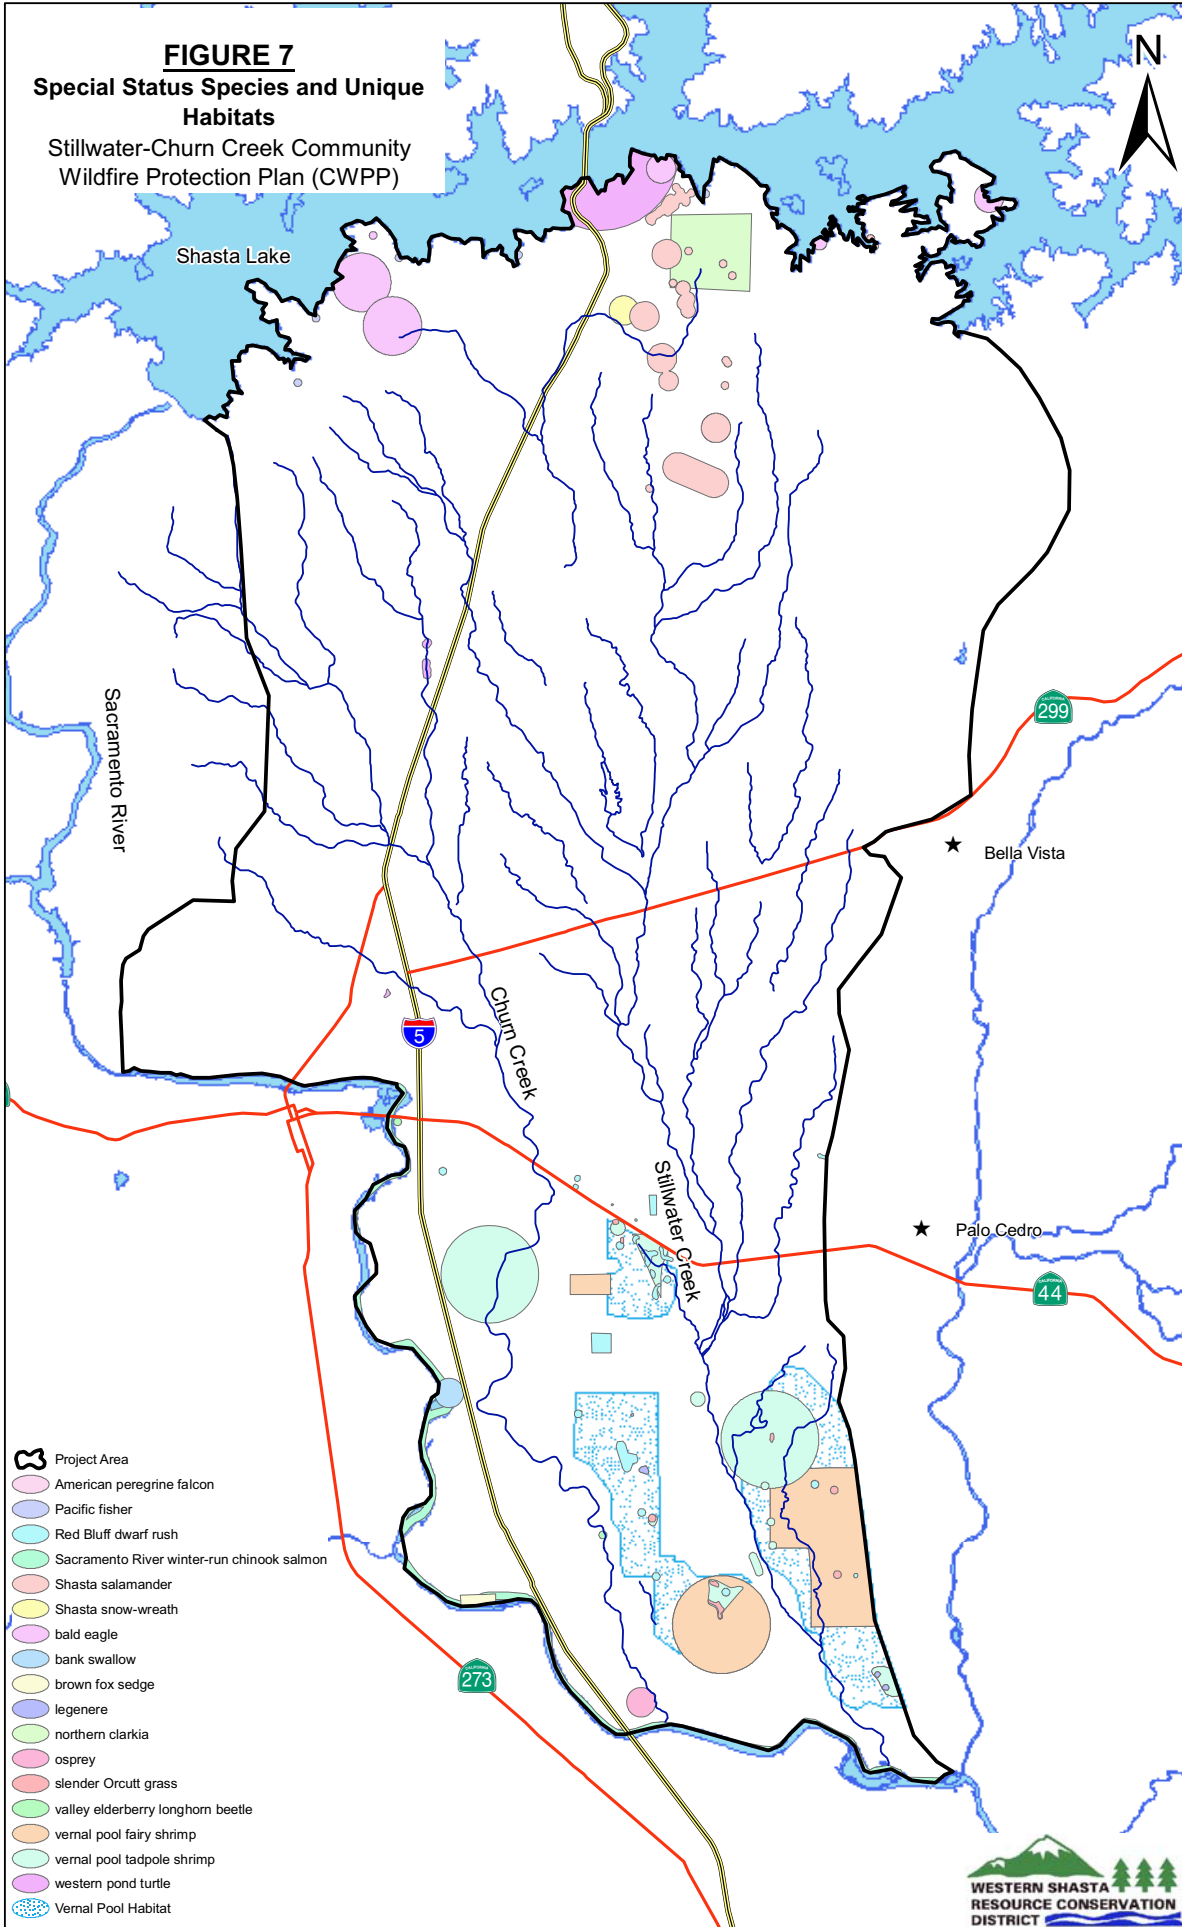 FIGURE 7
Special Status Species and Unique
Habitats
Stillwater-Churn Creek Community
Wildfire Protection Plan (CWPP)
N
Shasta Lake
Sacramento River
CALIFORNIA
299
Bella Vista
5
Churn Creek
Stillwater Creek
Palo Cedro
CALIFORNIA
44
CALIFORNIA
273
Project Area
American peregrine falcon
Pacific fisher
Red Bluff dwarf rush
Sacramento River winter-run chinook salmon
Shasta salamander
Shasta snow-wreath
bald eagle
bank swallow
brown fox sedge
legenere
northern clarkia
osprey
slender Orcutt grass
valley elderberry longhorn beetle
vernal pool fairy shrimp
vernal pool tadpole shrimp
western pond turtle
Vernal Pool Habitat
WESTERN SHASTA
RESOURCE CONSERVATION
DISTRICT